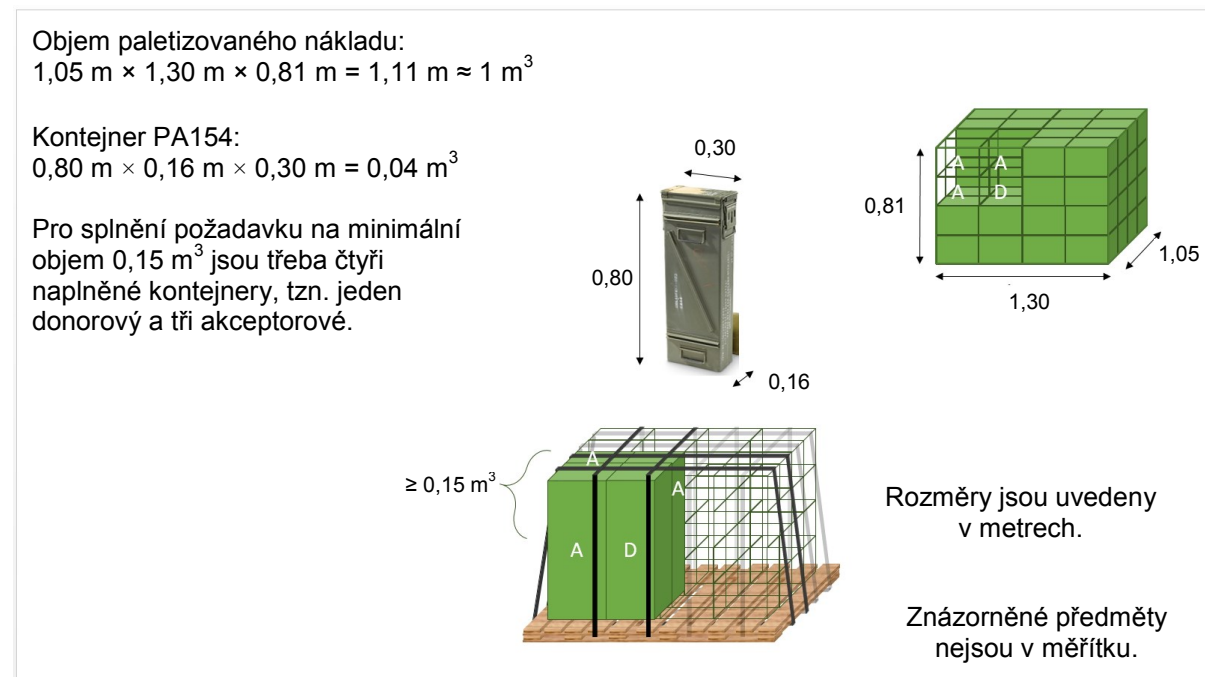 Objem paletizovaného nákladu:
1,05 m × 1,30 m × 0,81 m = 1,11 m ≈ 1 m³
Kontejner PA154:
0,80 m × 0,16 m × 0,30 m = 0,04 m³
Pro splnění požadavku na minimální
objem 0,15 m³ jsou třeba čtyři
naplněné kontejnery, tzn. jeden
donorový a tři akceptorové.
0,30
0,80
0,16
A A
A D
0,81
1,05
1,30
≥ 0,15 m³
A
A
A D
Rozměry jsou uvedeny
v metrech.
Znázorněné předměty
nejsou v měřítku.